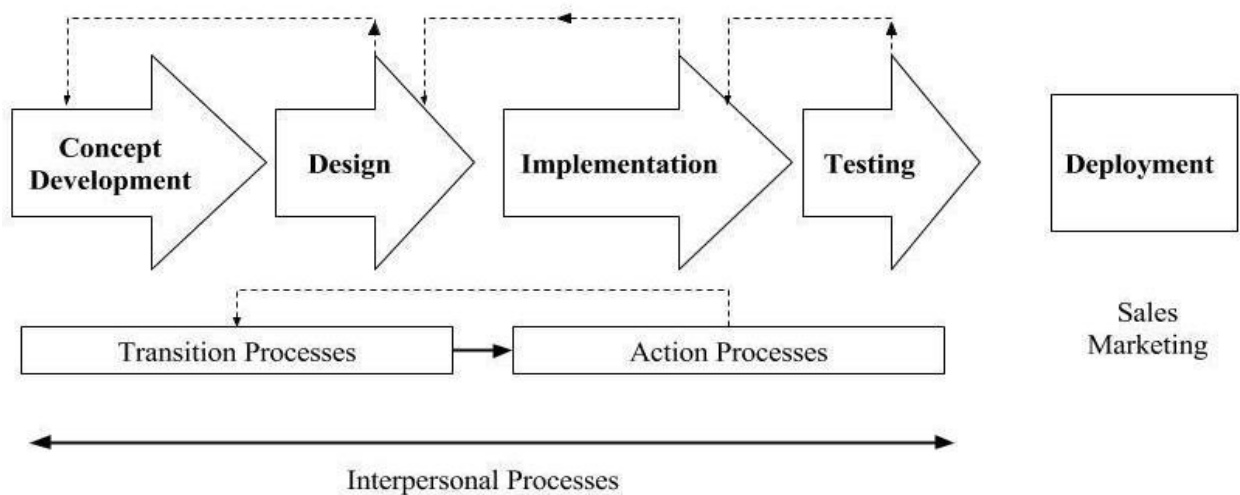 Concept
Development
Design
Implementation
Testing
Deployment
Transition Processes
Action Processes
Sales
Marketing
Interpersonal Processes